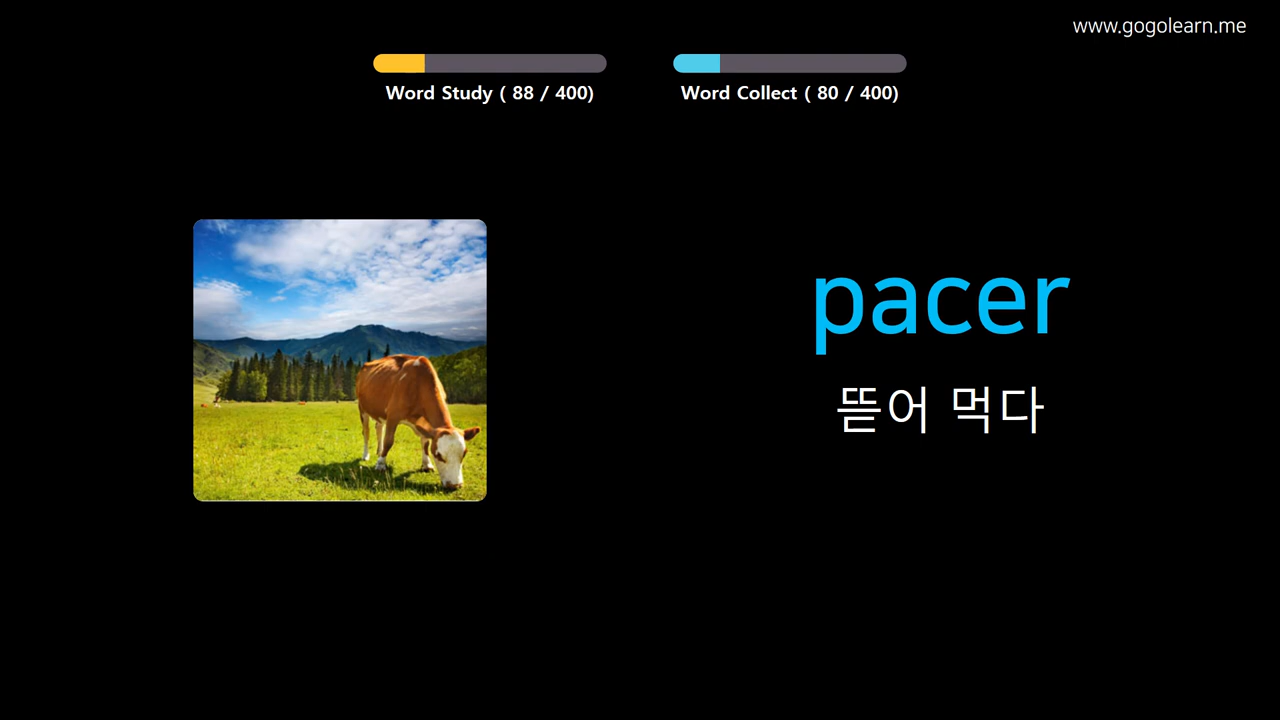 www.gogolearn.me
Word Study ( 88 / 400)
Word Collect ( 80 / 400)
pacer
뜯어 먹다